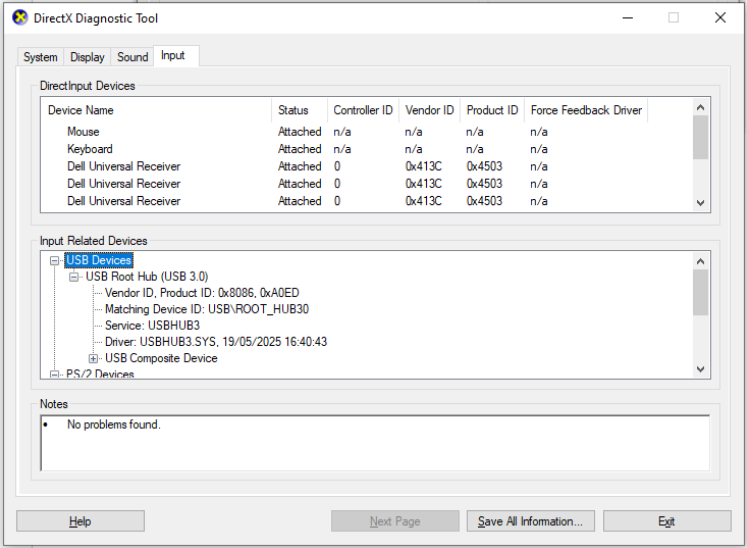 DirectX Diagnostic Tool
System Display Sound Input
DirectInput Devices
Device Name Status Controller ID Vendor ID Product ID Force Feedback Driver
Mouse Attached n/a n/a n/a n/a
Keyboard Attached n/a n/a n/a n/a
Dell Universal Receiver Attached 0 0x413C 0x4503 n/a
Dell Universal Receiver Attached 0 0x413C 0x4503 n/a
Dell Universal Receiver Attached 0 0x413C 0x4503 n/a
Input Related Devices
USB Devices
USB Root Hub (USB 3.0)
Vendor ID, Product ID: 0x8086, 0xA0ED
Matching Device ID: USB\ROOT_HUB30
Service: USBHUB3
Driver: USBHUB3.SYS, 19/05/2025 16:40:43
USB Composite Device
PS/2 Devices
Notes
• No problems found.
Help Next Page Save All Information... Exit